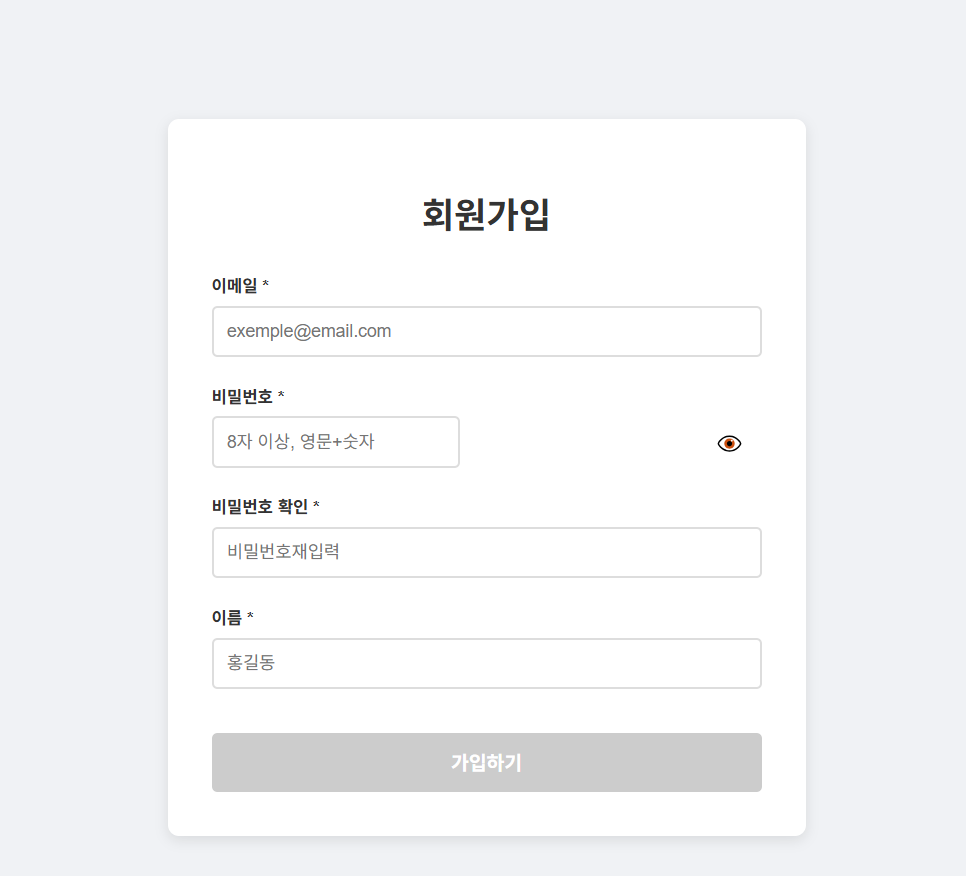 회원가입
이메일 *
exemple@email.com
비밀번호 *
8자 이상, 영문+숫자
비밀번호 확인 *
비밀번호재입력
이름 *
홍길동
가입하기